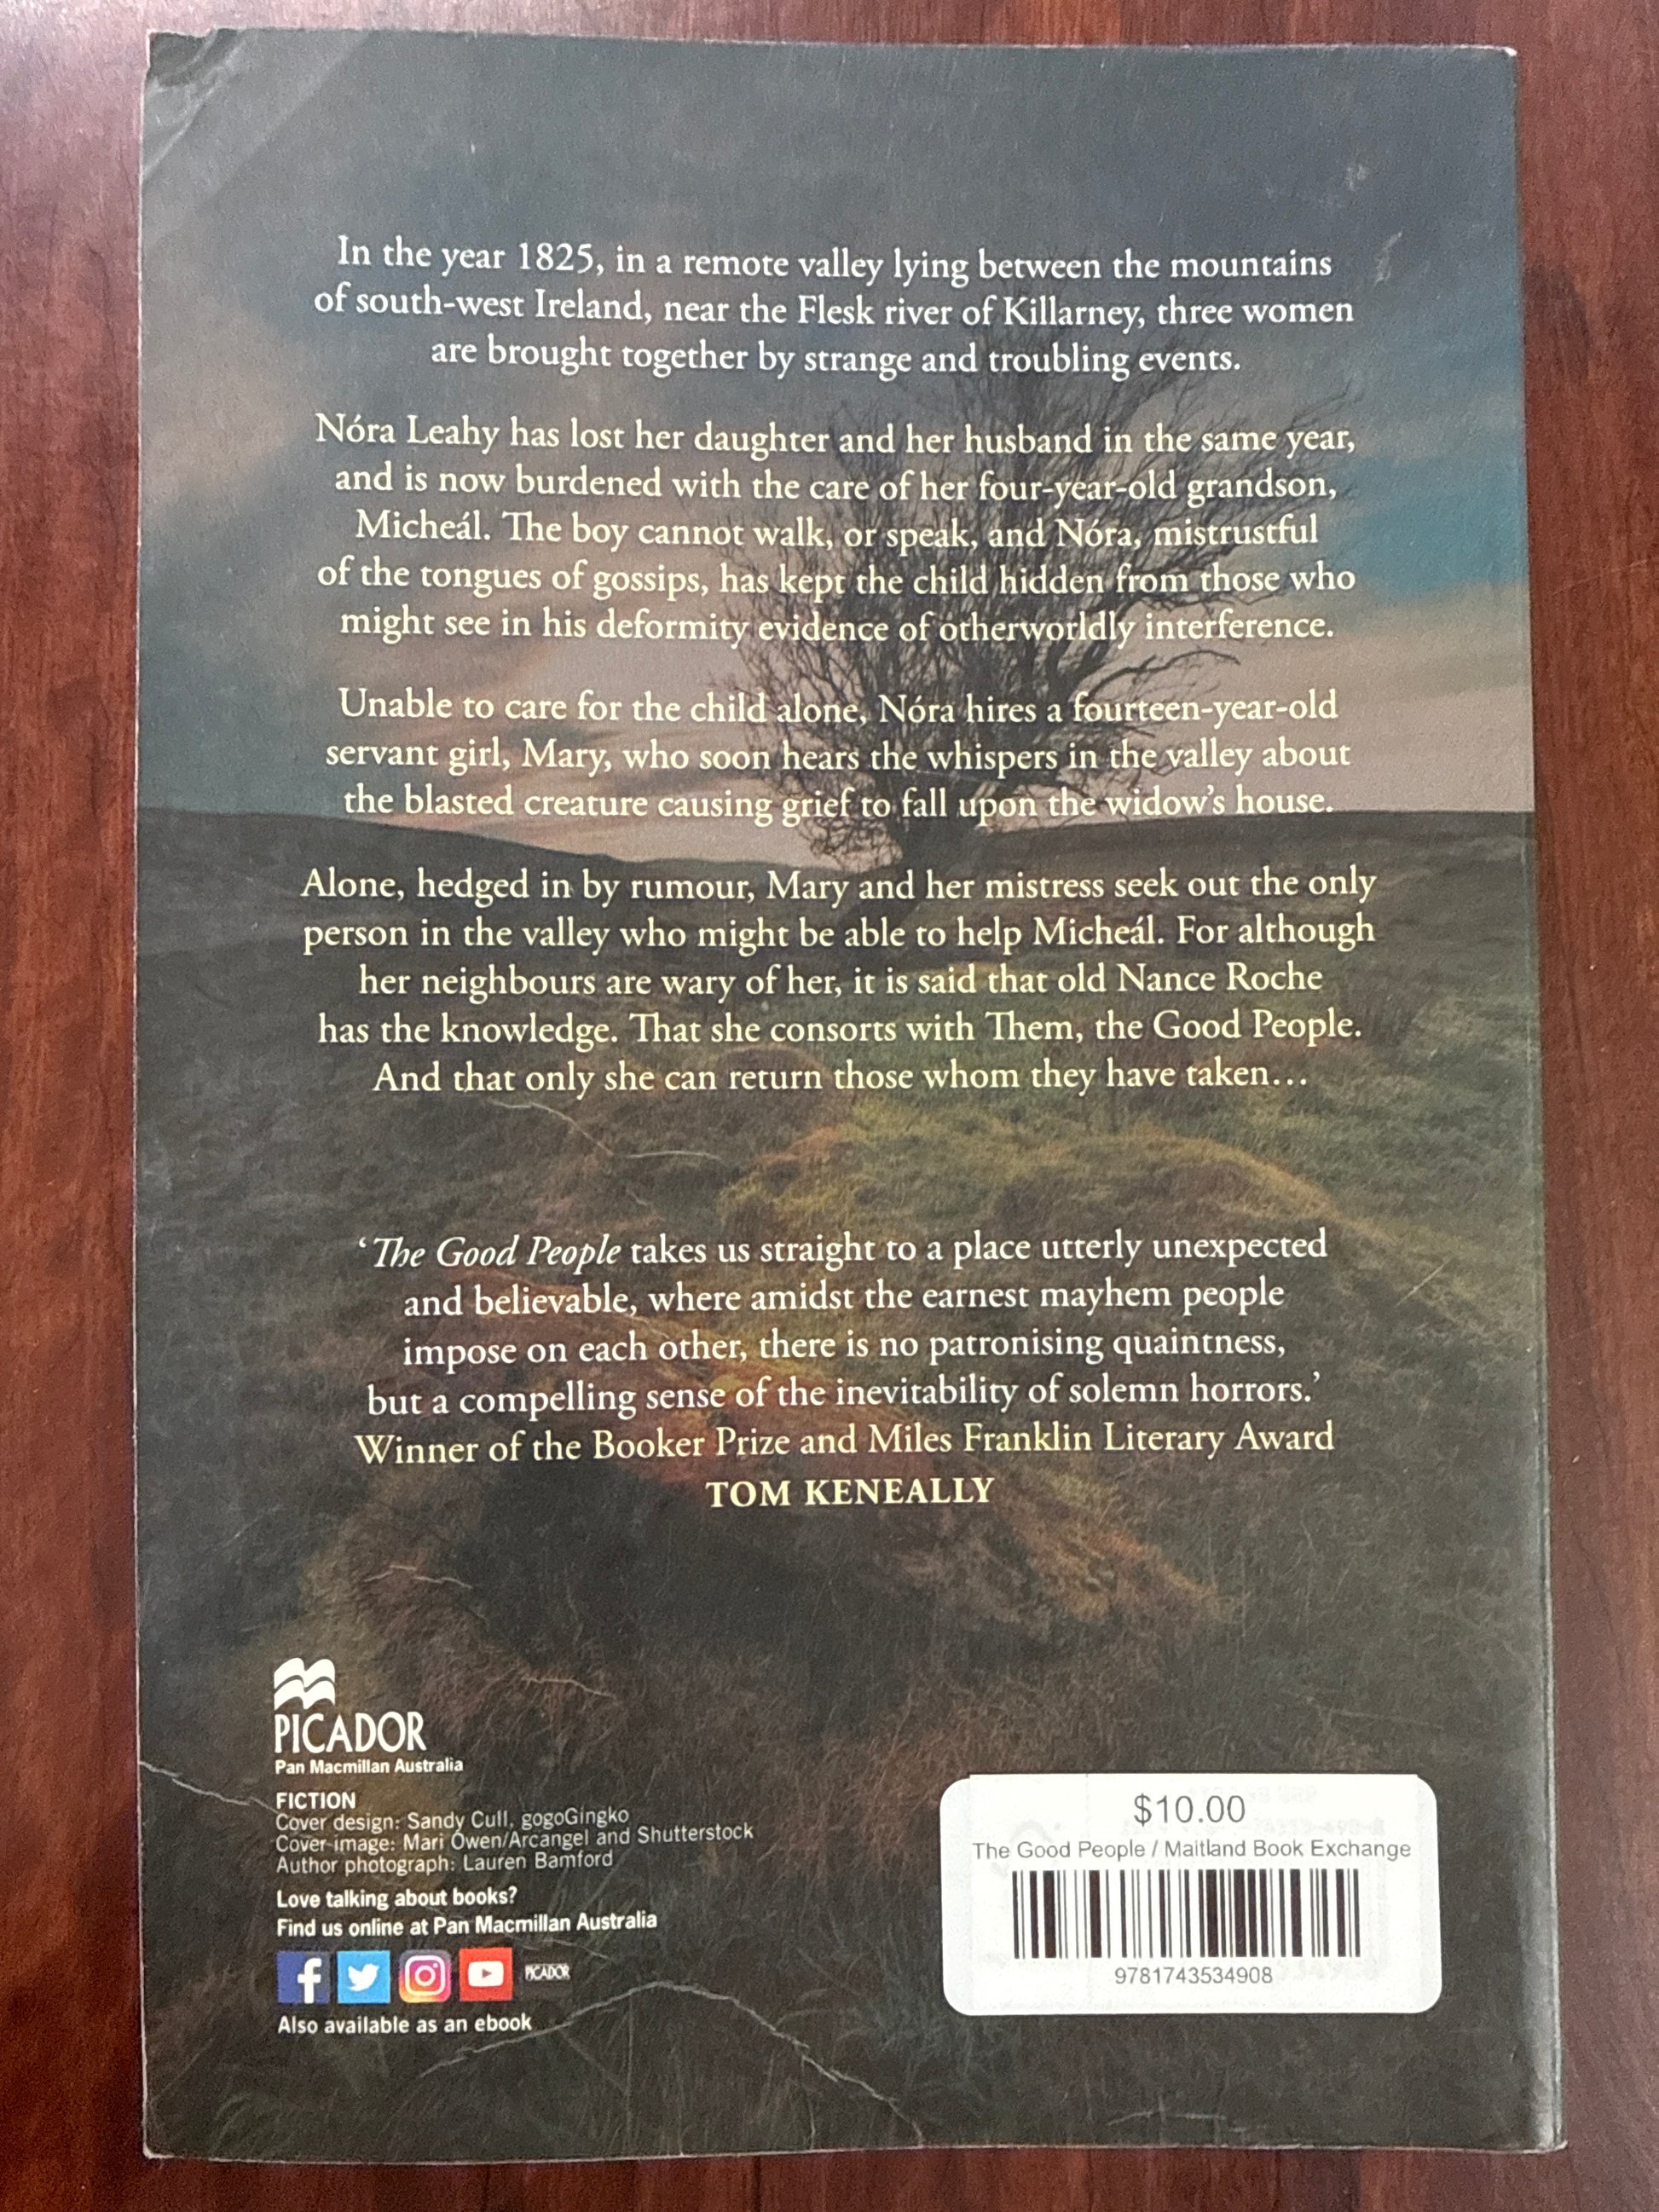 In the year 1825, in a remote valley lying between the mountains
of south-west Ireland, near the Flesk river of Killarney, three women
are brought together by strange and troubling events.
Nóra Leahy has lost her daughter and her husband in the same year,
and is now burdened with the care of her four-year-old grandson,
Micheál. The boy cannot walk, or speak, and Nóra, mistrustful
of the tongues of gossips, has kept the child hidden from those who
might see in his deformity evidence of otherworldly interference.
Unable to care for the child alone, Nóra hires a fourteen-year-old
servant girl, Mary, who soon hears the whispers in the valley about
the blasted creature causing grief to fall upon the widow's house.
Alone, hedged in by rumour, Mary and her mistress seek out the only
person in the valley who might be able to help Micheál. For although
her neighbours are wary of her, it is said that old Nance Roche
has the knowledge. That she consorts with Them, the Good People.
And that only she can return those whom they have taken…
‘The Good People takes us straight to a place utterly unexpected
and believable, where amidst the earnest mayhem people
impose on each other, there is no patronising quaintness,
but a compelling sense of the inevitability of solemn horrors.’
Winner of the Booker Prize and Miles Franklin Literary Award
TOM KENEALLY
PICADOR
Pan Macmillan Australia
FICTION
Cover design: Sandy Cull, gogoGingko
Cover image: Mari Owen/Arcangel and Shutterstock
Author photograph: Lauren Bamford
Love talking about books?
Find us online at Pan Macmillan Australia
PICADOR
Also available as an ebook
$10.00
The Good People / Maitland Book Exchange
9781743534908